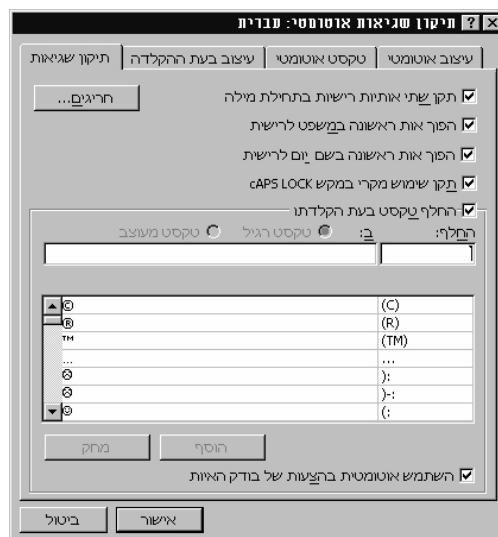 תיקון שגיאות אוטומטי: עברית
תיקון שגיאות | עיצוב בעת ההקלדה | טקסט אוטומטי | עיצוב אוטומטי
תקן שתי אותיות רישיות בתחילת מילה
חריגים...
הפוך אות ראשונה במשפט לרישית
הפוך אות ראשונה בשם יום לרישית
תקן שימוש מקרי במקש cAPS LOCK
החלף טקסט בעת הקלדתו
החלף: ב: טקסט רגיל טקסט מעוצב
(C) ©
(R) ®
(TM) ™
... ...
:( ☹
:-( ☹
:) ☺
הוסף מחק
השתמש אוטומטית בהצעות של בודק האיות
אישור ביטול